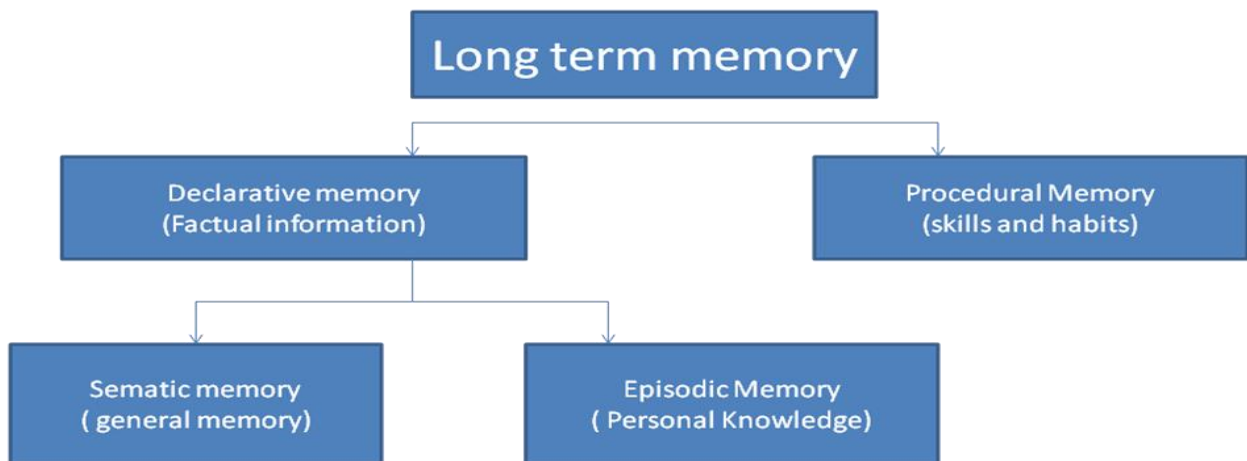 Long term memory
Declarative memory
(Factual information)
Procedural Memory
(skills and habits)
Sematic memory
( general memory)
Episodic Memory
( Personal Knowledge)